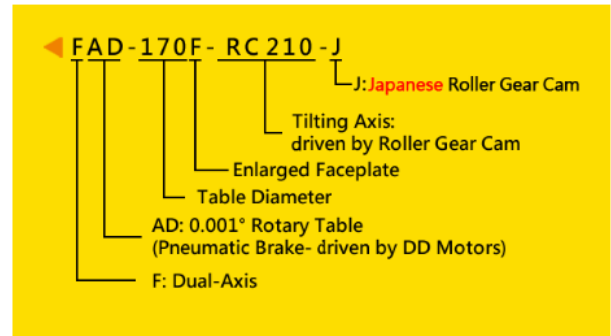 FAD-170F-RC210-J
J:Japanese Roller Gear Cam
Tilting Axis:
driven by Roller Gear Cam
Enlarged Faceplate
Table Diameter
AD: 0.001° Rotary Table
(Pneumatic Brake- driven by DD Motors)
F: Dual-Axis